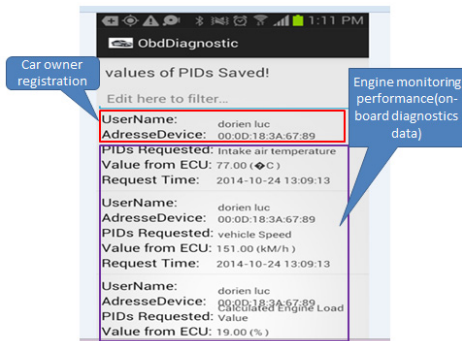 1:11 PM
ObdDiagnostic
Car owner
registration
values of PIDs Saved!
Edit here to filter...
Engine monitoring
performance(on-
board diagnostics
data)
UserName: dorien luc
AdresseDevice: 00:0D:18:3A:67:89
PIDs Requested: Intake air temperature
Value from ECU: 77.00 (�C )
Request Time: 2014-10-24 13:09:13
UserName: dorien luc
AdresseDevice: 00:0D:18:3A:67:89
PIDs Requested: vehicle Speed
Value from ECU: 151.00 (kM/h )
Request Time: 2014-10-24 13:09:13
UserName: dorien luc
AdresseDevice: 00:0D:18:3A:67:89
Calculated Engine Load
PIDs Requested: Value
Value from ECU: 19.00 (% )